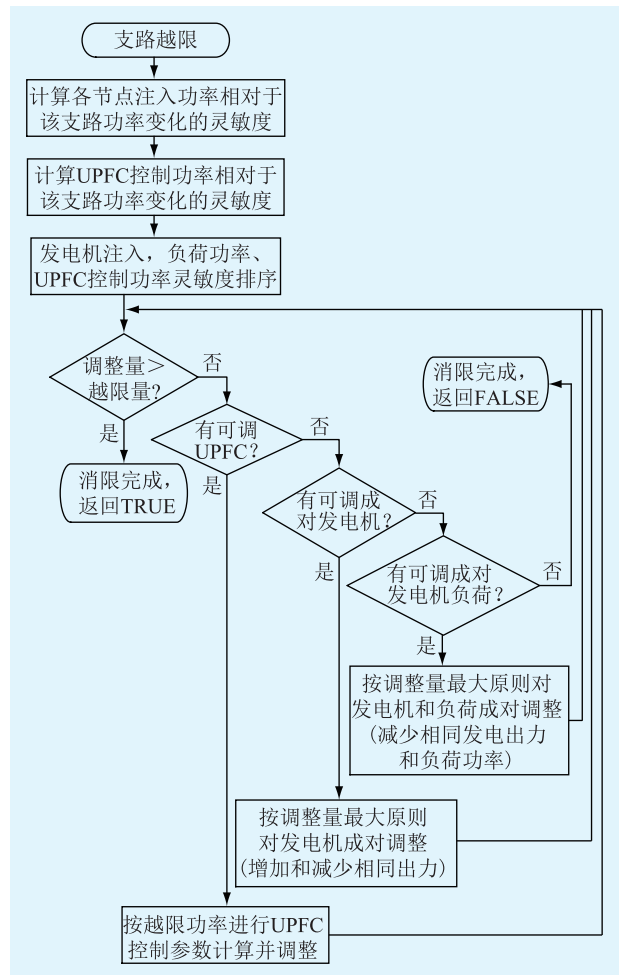 支路越限
计算各节点注入功率相对于
该支路功率变化的灵敏度
计算UPFC控制功率相对于
该支路功率变化的灵敏度
发电机注入，负荷功率、
UPFC控制功率灵敏度排序
调整量＞
越限量?
否
是
消限完成，
返回TRUE
有可调
UPFC?
否
是
消限完成，
返回FALSE
有可调成
对发电机?
否
是
有可调成对
发电机负荷?
否
是
按调整量最大原则对
发电机和负荷成对调整
(减少相同发电出力
和负荷功率)
按调整量最大原则
对发电机成对调整
(增加和减少相同出力)
按越限功率进行UPFC
控制参数计算并调整